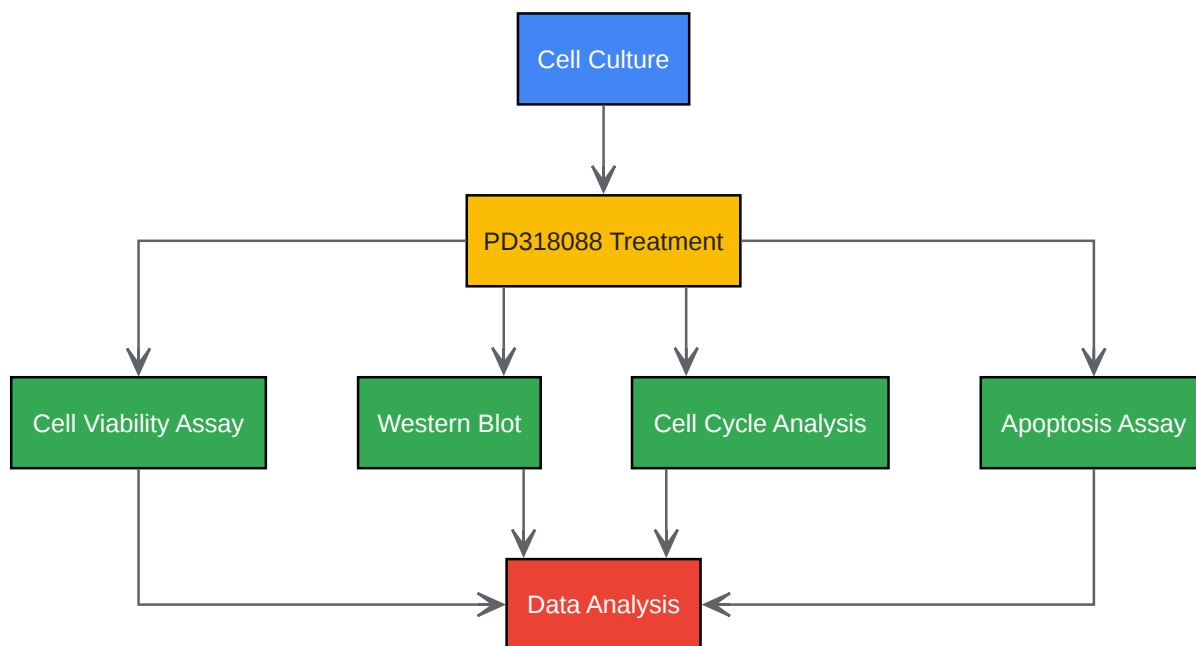 Cell Culture
PD318088 Treatment
Cell Viability Assay
Western Blot
Cell Cycle Analysis
Apoptosis Assay
Data Analysis